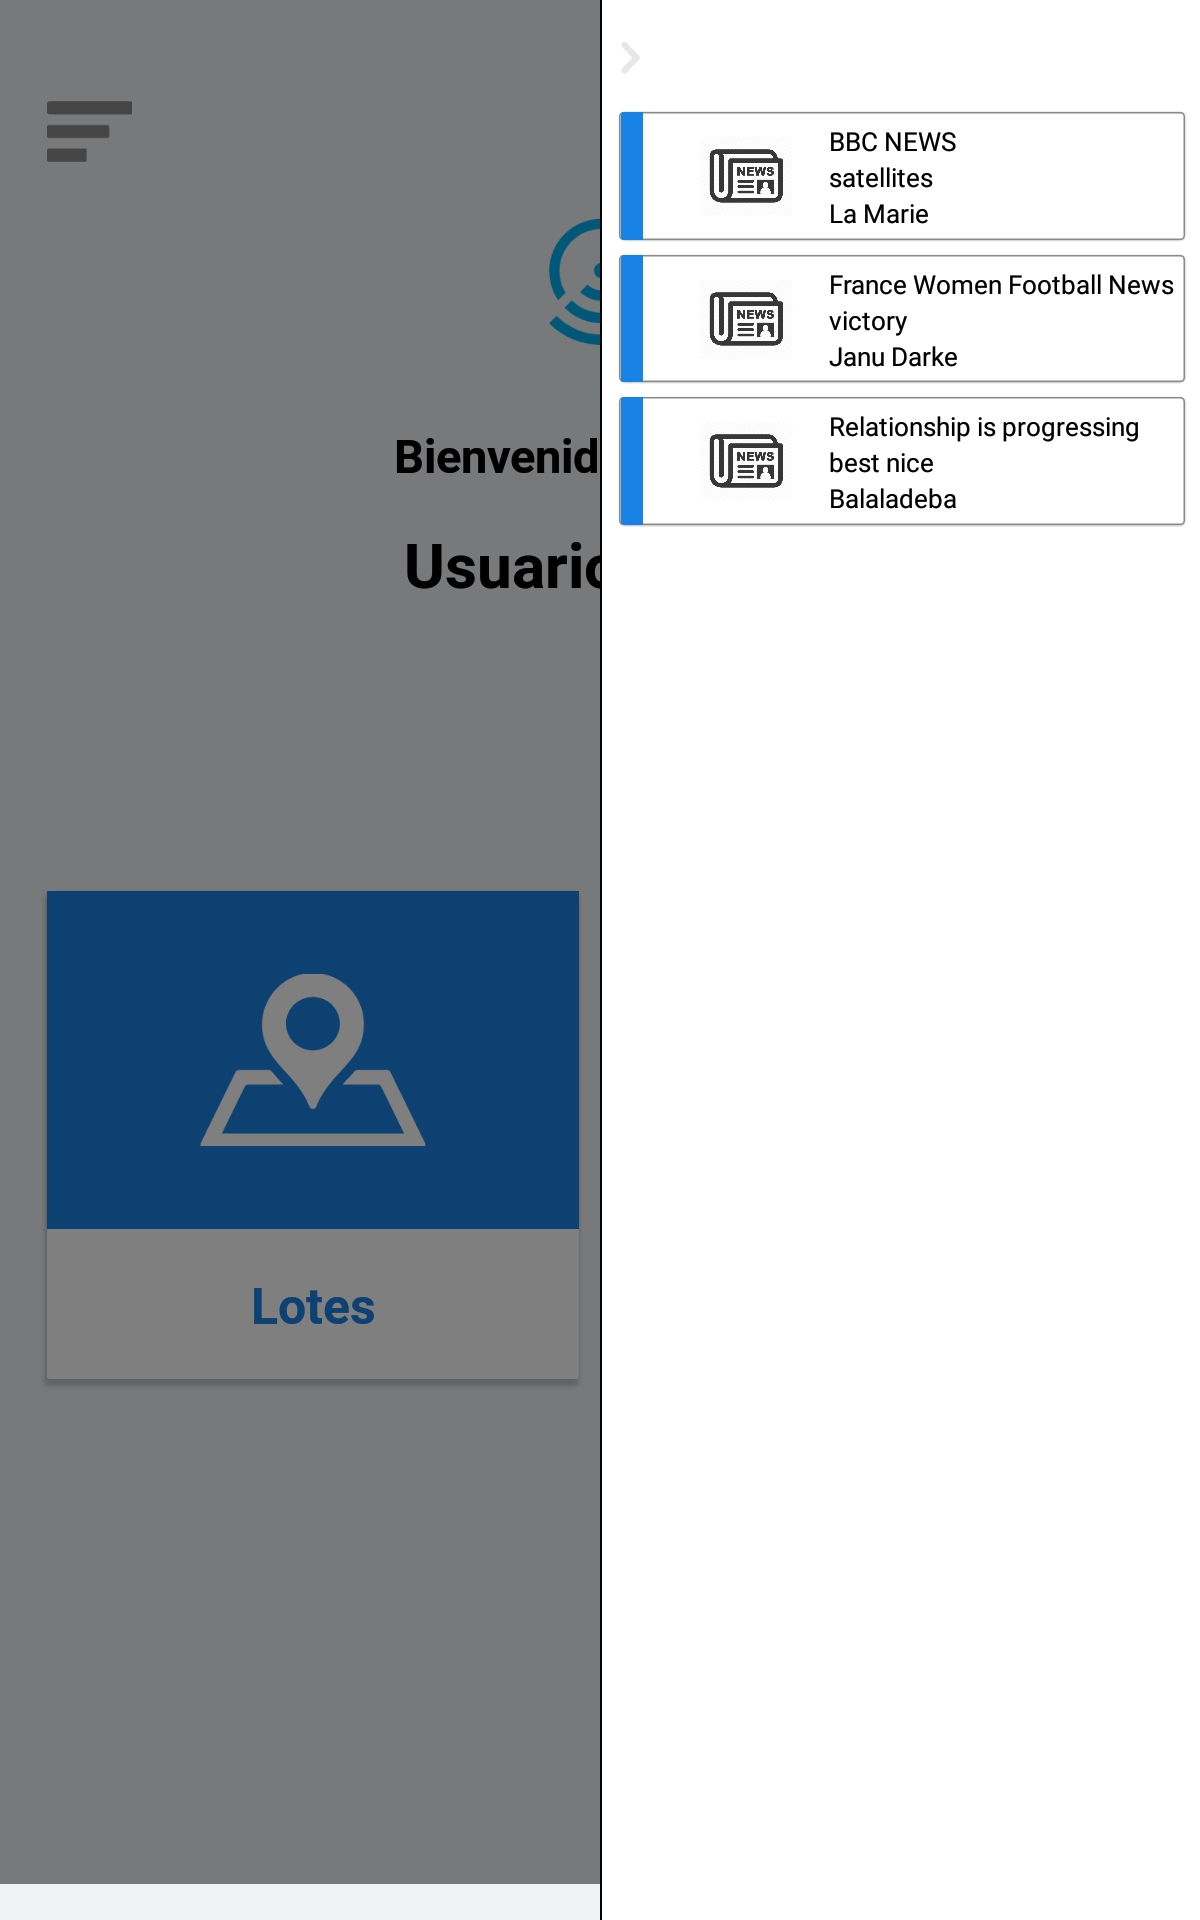 BBC NEWS
satellites
La Marie
NEWS
France Women Football News
victory
Janu Darke
NEWS
Relationship is progressing
best nice
Balaladeba
NEWS
Bienvenid
Usuario
Lotes